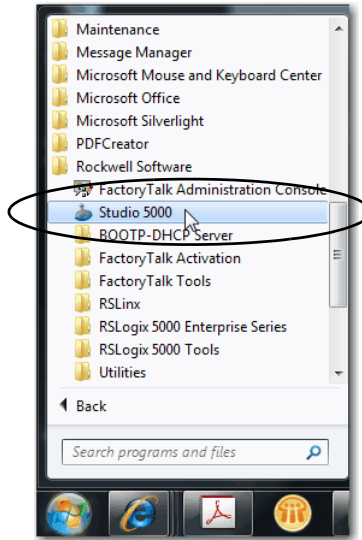 Maintenance
Message Manager
Microsoft Mouse and Keyboard Center
Microsoft Office
Microsoft Silverlight
PDFCreator
Rockwell Software
FactoryTalk Administration Console
Studio 5000
BOOTP-DHCP Server
FactoryTalk Activation
FactoryTalk Tools
RSLinx
RSLogix 5000 Enterprise Series
RSLogix 5000 Tools
Utilities
Back
Search programs and files